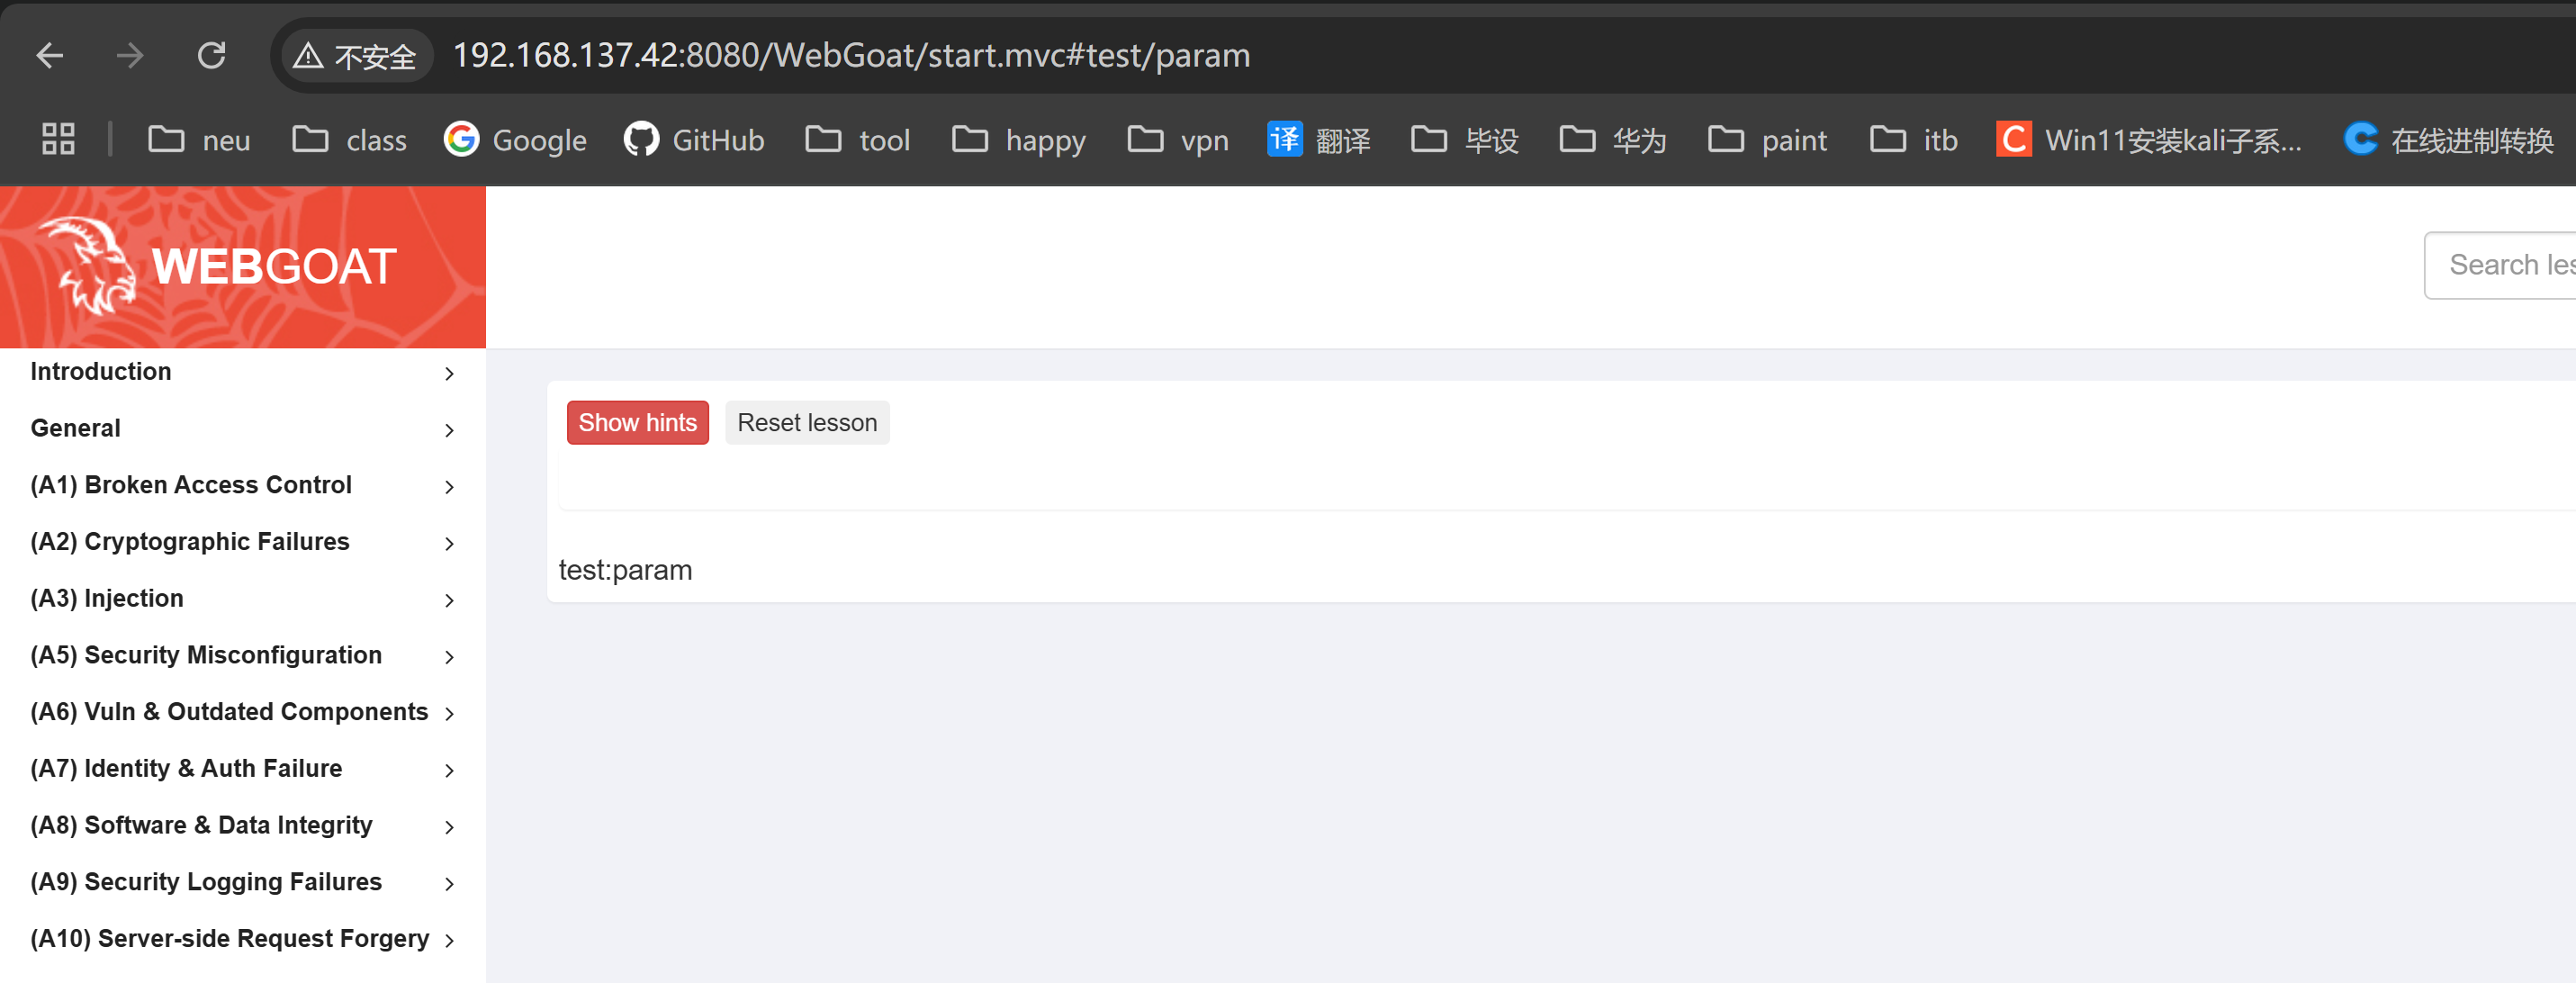 不安全 192.168.137.42:8080/WebGoat/start.mvc#test/param
neu class Google GitHub tool happy vpn 译 翻译 毕设 华为 paint itb C Win11安装kali子系... 在线进制转换
WEBGOAT
Search les
Introduction
General
(A1) Broken Access Control
(A2) Cryptographic Failures
(A3) Injection
(A5) Security Misconfiguration
(A6) Vuln & Outdated Components
(A7) Identity & Auth Failure
(A8) Software & Data Integrity
(A9) Security Logging Failures
(A10) Server-side Request Forgery
Show hints Reset lesson
test:param